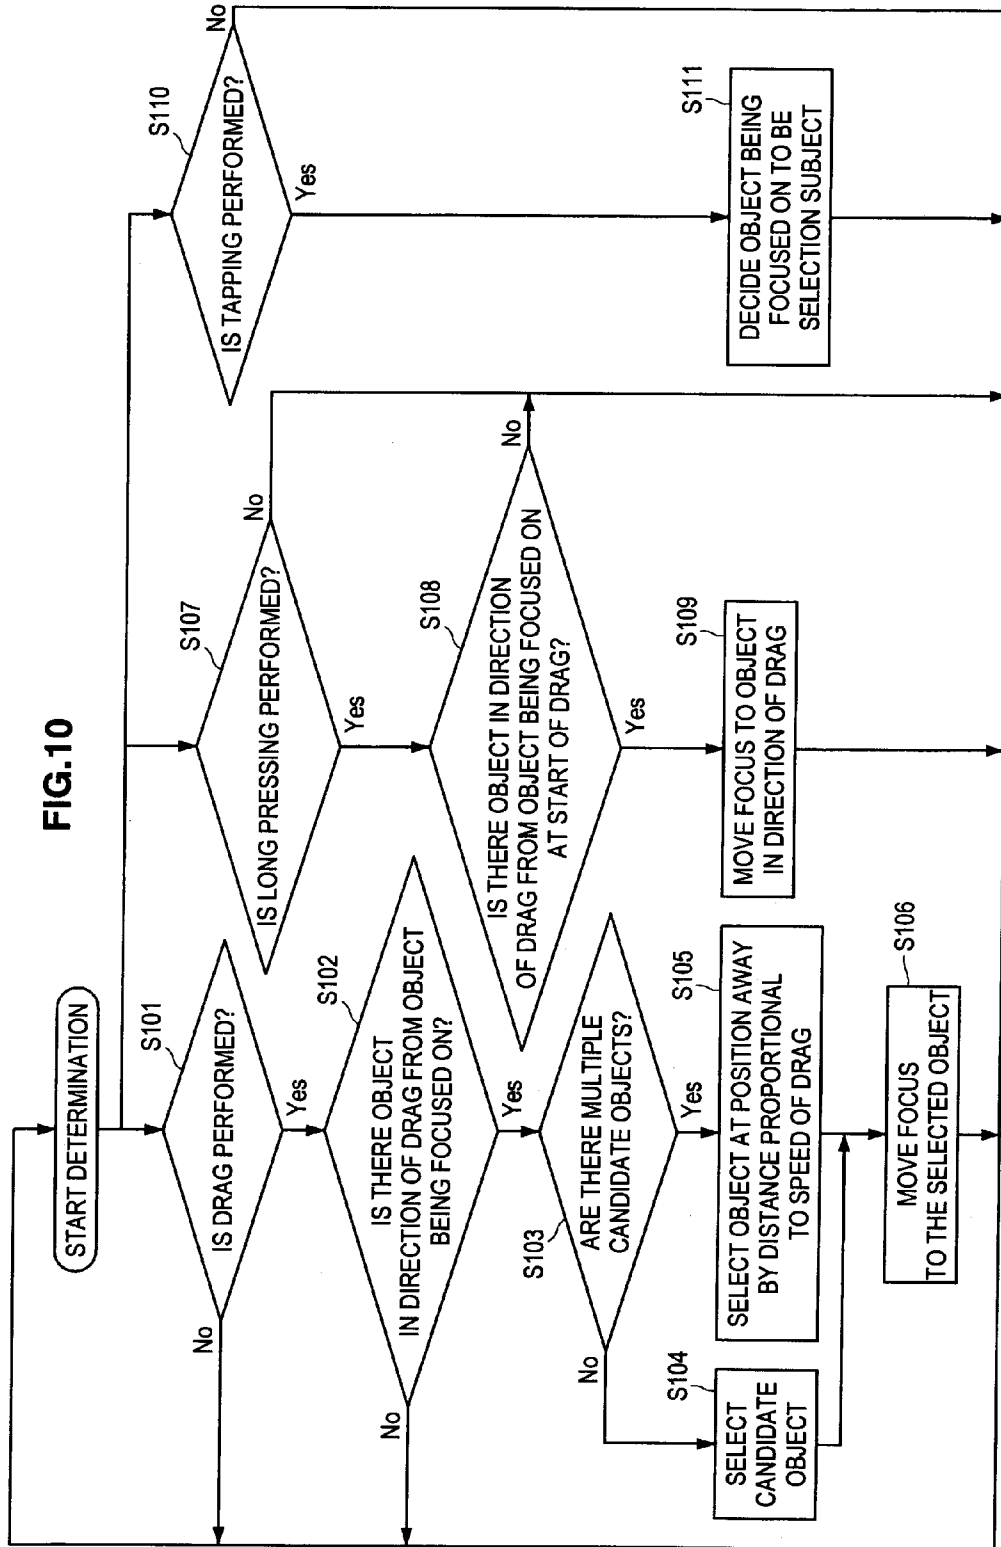 FIG.10
START DETERMINATION
S101
IS DRAG PERFORMED?
No
Yes
S102
IS THERE OBJECT
IN DIRECTION OF DRAG FROM OBJECT
BEING FOCUSED ON?
No
Yes
S103
ARE THERE MULTIPLE
CANDIDATE OBJECTS?
No
Yes
S104
SELECT
CANDIDATE
OBJECT
S105
SELECT OBJECT AT POSITION AWAY
BY DISTANCE PROPORTIONAL
TO SPEED OF DRAG
S106
MOVE FOCUS
TO THE SELECTED OBJECT
S107
IS LONG PRESSING PERFORMED?
No
Yes
S108
IS THERE OBJECT IN DIRECTION
OF DRAG FROM OBJECT BEING FOCUSED ON
AT START OF DRAG?
No
Yes
S109
MOVE FOCUS TO OBJECT
IN DIRECTION OF DRAG
S110
IS TAPPING PERFORMED?
No
Yes
S111
DECIDE OBJECT BEING
FOCUSED ON TO BE
SELECTION SUBJECT